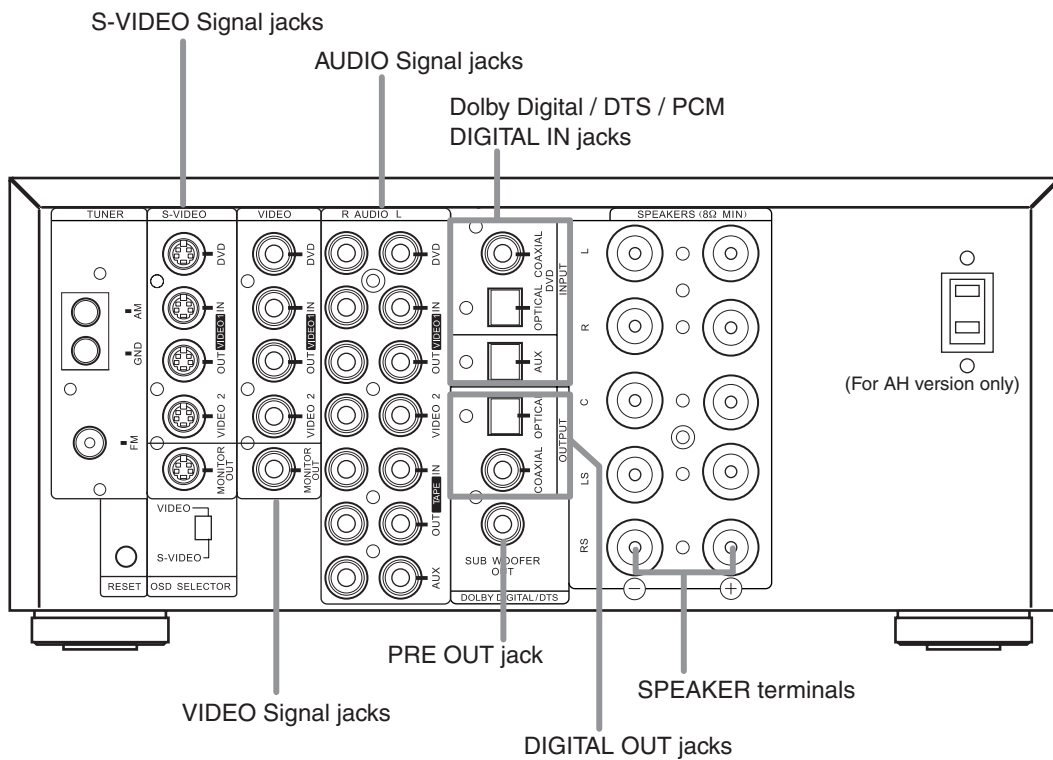 S-VIDEO Signal jacks
AUDIO Signal jacks
Dolby Digital / DTS / PCM
DIGITAL IN jacks
TUNER
S-VIDEO
VIDEO
R AUDIO L
SPEAKERS (8Ω MIN)
AM
GND
FM
DVD
VIDEO 1
IN
OUT
VIDEO 2
MONITOR
OUT
DVD
VIDEO 1
IN
OUT
VIDEO 2
MONITOR
OUT
DVD
VIDEO 1
IN
OUT
VIDEO 2
TAPE
IN
OUT
AUX
COAXIAL
OPTICAL
DVD
INPUT
AUX
OPTICAL
COAXIAL
OUTPUT
L
R
C
LS
RS
(For AH version only)
VIDEO
S-VIDEO
RESET
OSD SELECTOR
SUB WOOFER
OUT
DOLBY DIGITAL/DTS
−
+
PRE OUT jack
SPEAKER terminals
VIDEO Signal jacks
DIGITAL OUT jacks